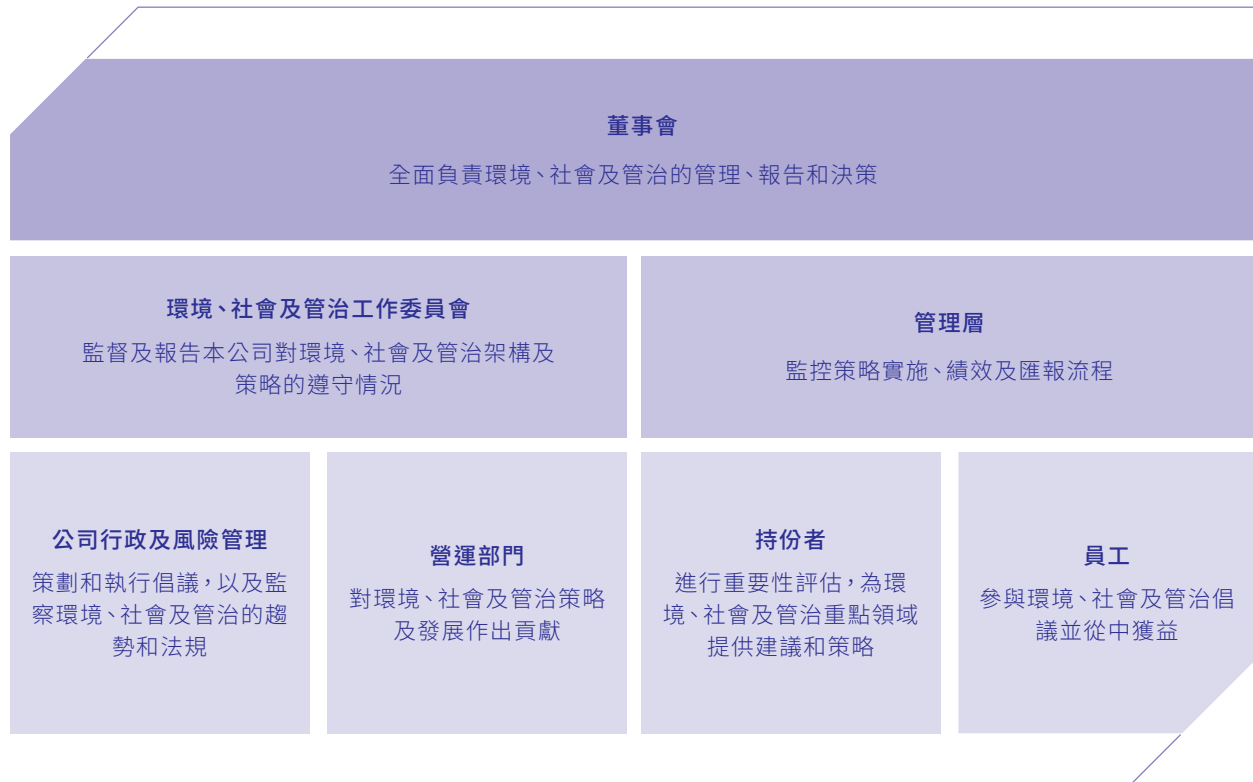 董事會
全面負責環境、社會及管治的管理、報告和決策
環境、社會及管治工作委員會
監督及報告本公司對環境、社會及管治架構及
策略的遵守情況
管理層
監控策略實施、績效及匯報流程
公司行政及風險管理
策劃和執行倡議，以及監
察環境、社會及管治的趨
勢和法規
營運部門
對環境、社會及管治策略
及發展作出貢獻
持份者
進行重要性評估，為環
境、社會及管治重點領域
提供建議和策略
員工
參與環境、社會及管治倡
議並從中獲益